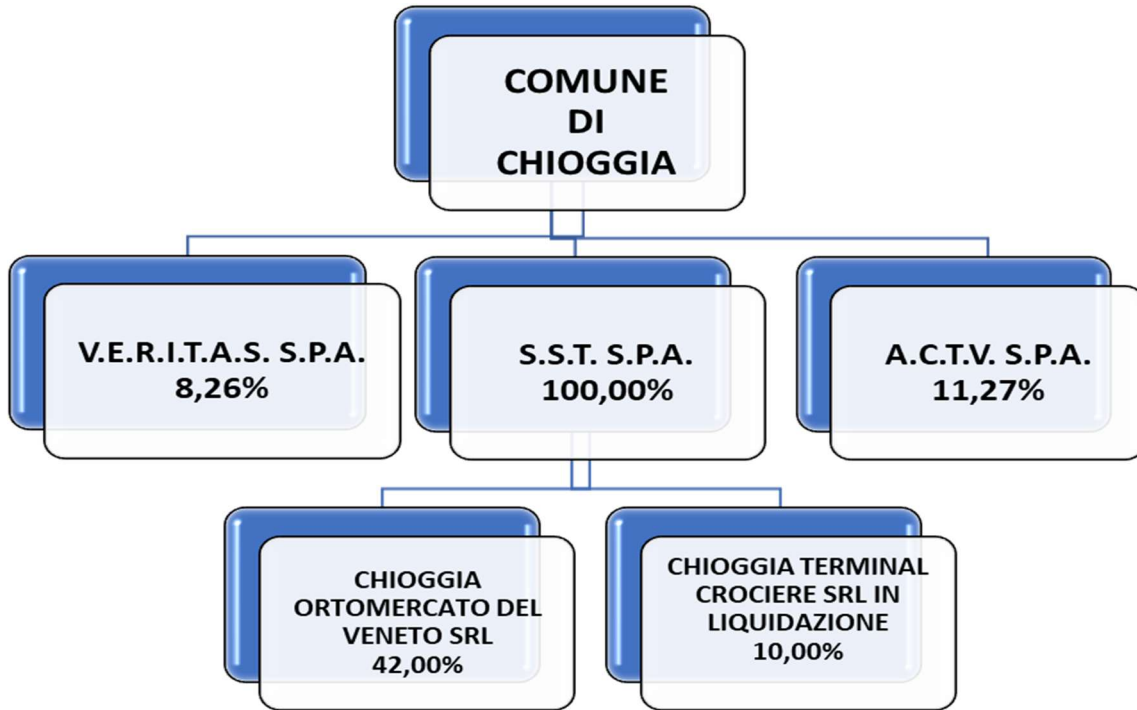 COMUNE
DI
CHIOGGIA
V.E.R.I.T.A.S. S.P.A.
8,26%
S.S.T. S.P.A.
100,00%
A.C.T.V. S.P.A.
11,27%
CHIOGGIA
ORTOMERCATO DEL
VENETO SRL
42,00%
CHIOGGIA TERMINAL
CROCIERE SRL IN
LIQUIDAZIONE
10,00%